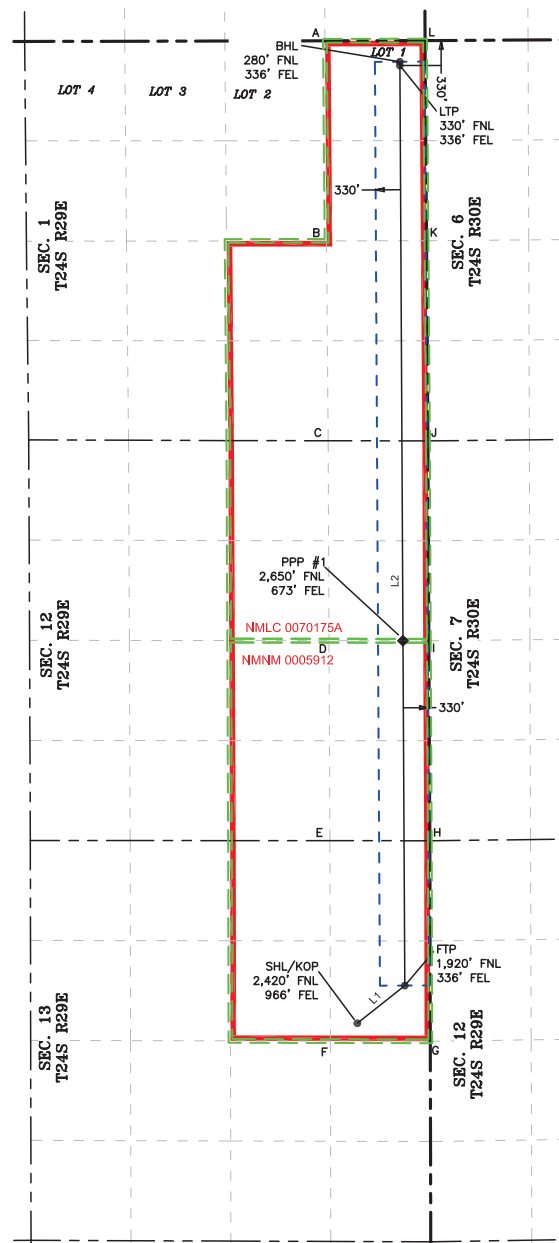 A
L
BHL
280' FNL
336' FEL
LOT 1
330'
LOT 4
LOT 3
LOT 2
LTP
330' FNL
336' FEL
330'
SEC. 1
T24S R29E
B
K
SEC. 6
T24S R30E
C
J
PPP #1
2,650' FNL
673' FEL
L2
NMLC 0070175A
D
I
NMNM 0005912
SEC. 12
T24S R29E
SEC. 7
T24S R30E
330'
E
H
FTP
1,920' FNL
336' FEL
SHL/KOP
2,420' FNL
966' FEL
L1
SEC. 13
T24S R29E
F
G
SEC. 12
T24S R29E